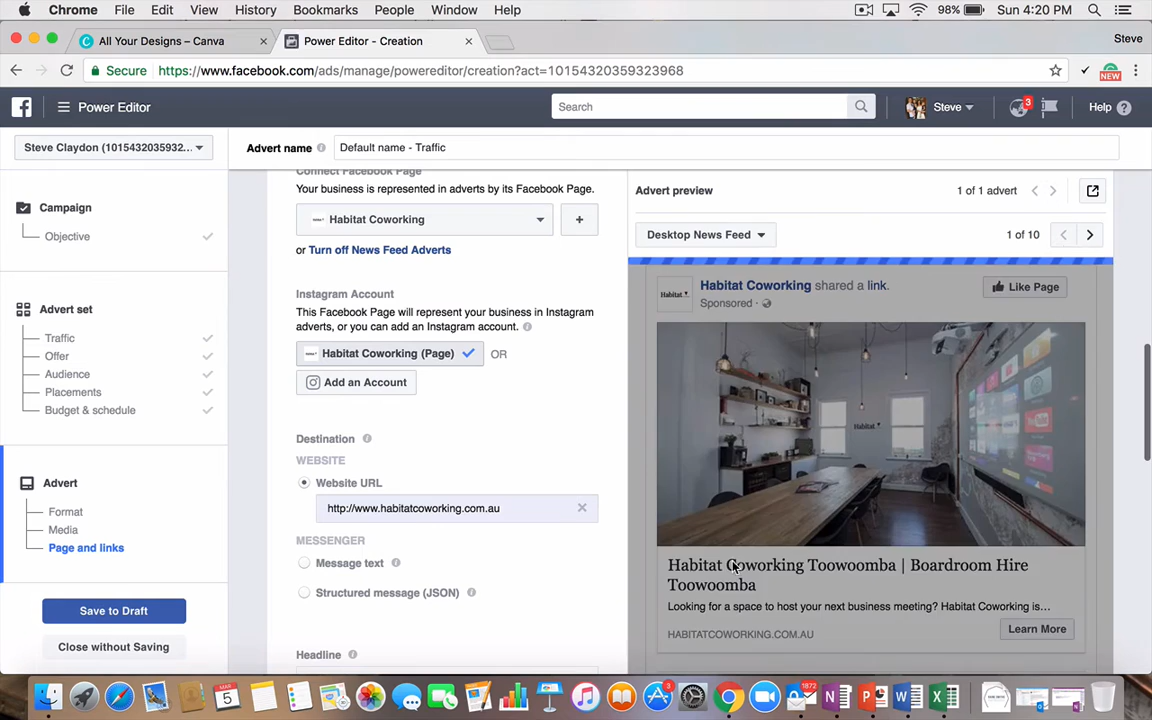 Chrome File Edit View History Bookmarks People Window Help 98% Sun 4:20 PM
All Your Designs – Canva
Power Editor - Creation
Steve
Secure https://www.facebook.com/ads/manage/powereditor/creation?act=10154320359323968
NEW
Power Editor
Search
Steve
3
Help
Steve Claydon (1015432035932...
Advert name
Default name - Traffic
Campaign
Objective
Advert set
Traffic
Offer
Audience
Placements
Budget & schedule
Advert
Format
Media
Page and links
Save to Draft
Close without Saving
Connect Facebook Page
Your business is represented in adverts by its Facebook Page.
Habitat Coworking
+
or Turn off News Feed Adverts
Instagram Account
This Facebook Page will represent your business in Instagram
adverts, or you can add an Instagram account.
Habitat Coworking (Page) OR
Add an Account
Destination
WEBSITE
Website URL
http://www.habitatcoworking.com.au
MESSENGER
Message text
Structured message (JSON)
Headline
Advert preview
1 of 1 advert
Desktop News Feed
1 of 10
Habitat
Habitat Coworking shared a link.
Sponsored
Like Page
Habitat
YouTube
Habitat Coworking Toowoomba | Boardroom Hire
Toowoomba
Looking for a space to host your next business meeting? Habitat Coworking is...
HABITATCOWORKING.COM.AU
Learn More
MAR
5
3
1872